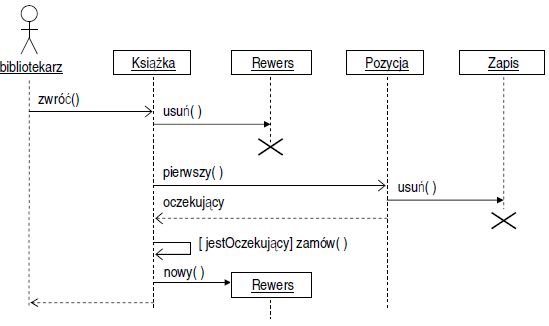 bibliotekarz
Książka
Rewers
Pozycja
Zapis
zwróć()
usuń( )
pierwszy( )
usuń( )
oczekujący
[ jestOczekujący] zamów( )
nowy( )
Rewers